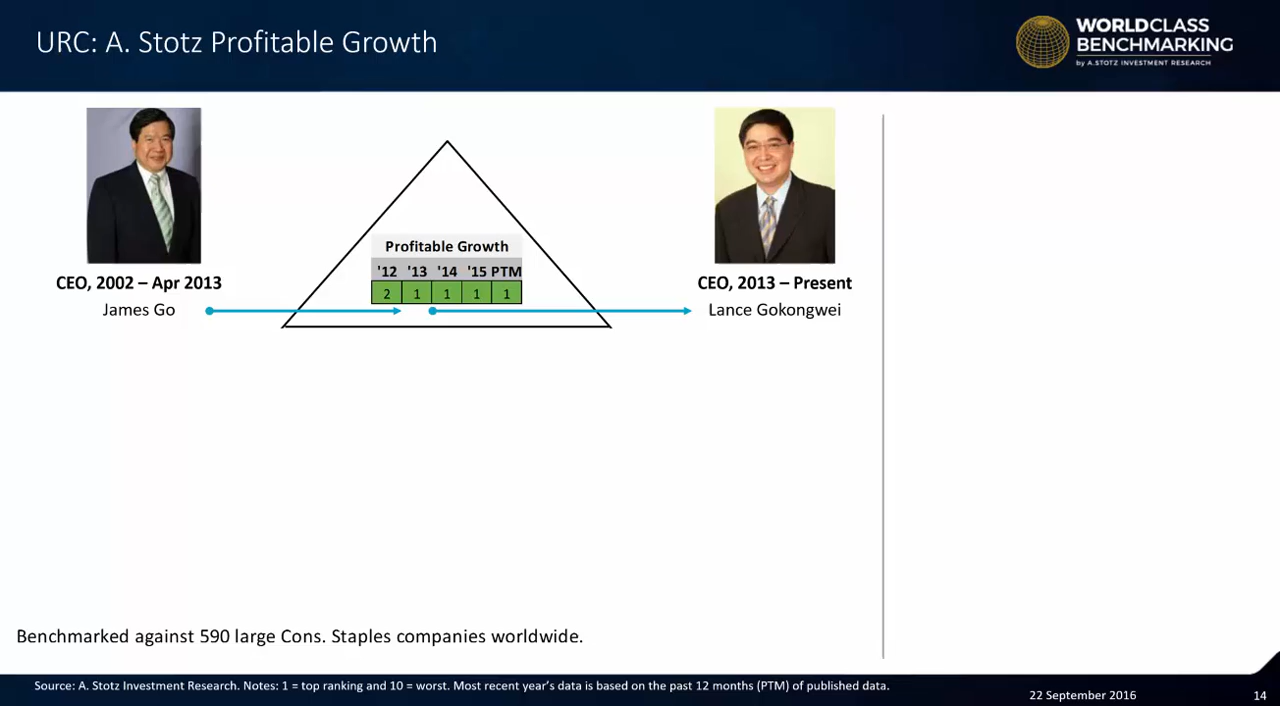 URC: A. Stotz Profitable Growth
WORLDCLASS
BENCHMARKING
by A.STOTZ INVESTMENT RESEARCH
Profitable Growth
'12 '13 '14 '15 PTM
2 1 1 1 1
CEO, 2002 – Apr 2013
James Go
CEO, 2013 – Present
Lance Gokongwei
Benchmarked against 590 large Cons. Staples companies worldwide.
Source: A. Stotz Investment Research. Notes: 1 = top ranking and 10 = worst. Most recent year's data is based on the past 12 months (PTM) of published data.
22 September 2016
14